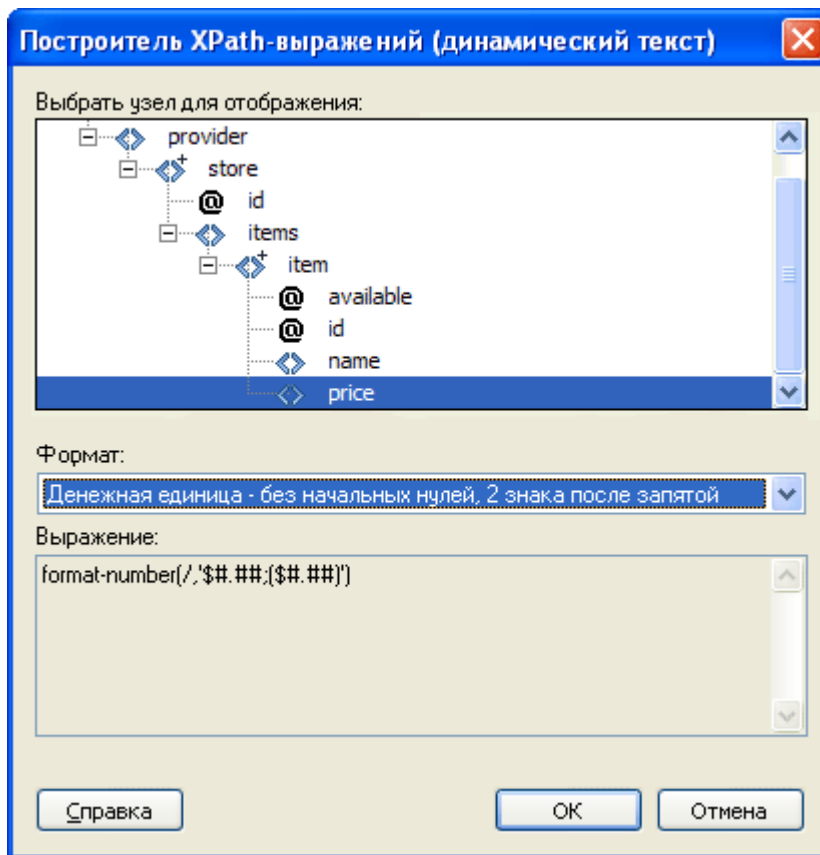 Построитель XPath-выражений (динамический текст)
Выбрать узел для отображения:
provider
store
@ id
items
item
@ available
@ id
name
price
Формат:
Денежная единица - без начальных нулей, 2 знака после запятой
Выражение:
format-number(/,'$#.##;($#.##)')
Справка
ОК
Отмена